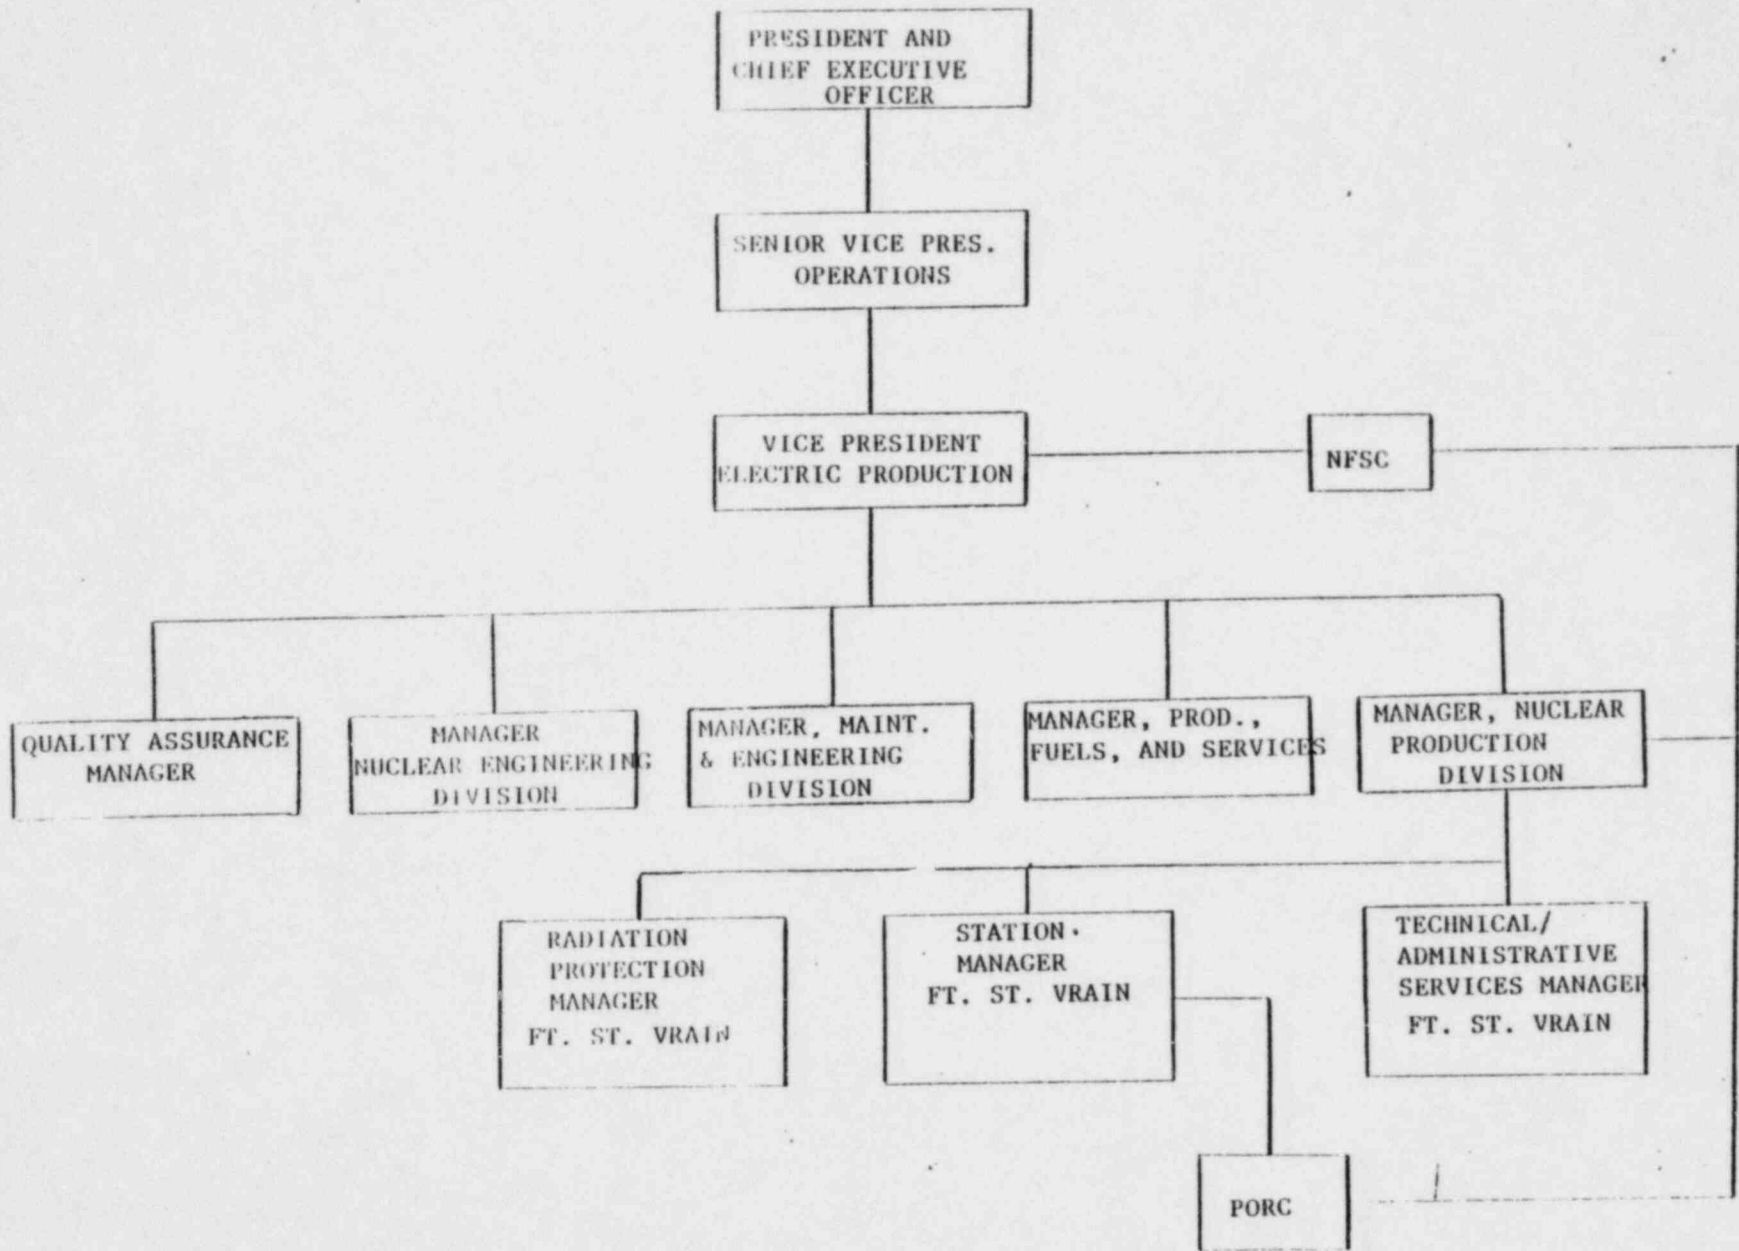 PRESIDENT AND
CHIEF EXECUTIVE
OFFICER
SENIOR VICE PRES.
OPERATIONS
VICE PRESIDENT
ELECTRIC PRODUCTION
NFSC
QUALITY ASSURANCE
MANAGER
MANAGER
NUCLEAR ENGINEERING
DIVISION
MANAGER, MAINT.
& ENGINEERING
DIVISION
MANAGER, PROD.,
FUELS, AND SERVICES
MANAGER, NUCLEAR
PRODUCTION
DIVISION
RADIATION
PROTECTION
MANAGER
FT. ST. VRAIN
STATION
MANAGER
FT. ST. VRAIN
TECHNICAL/
ADMINISTRATIVE
SERVICES MANAGER
FT. ST. VRAIN
PORC